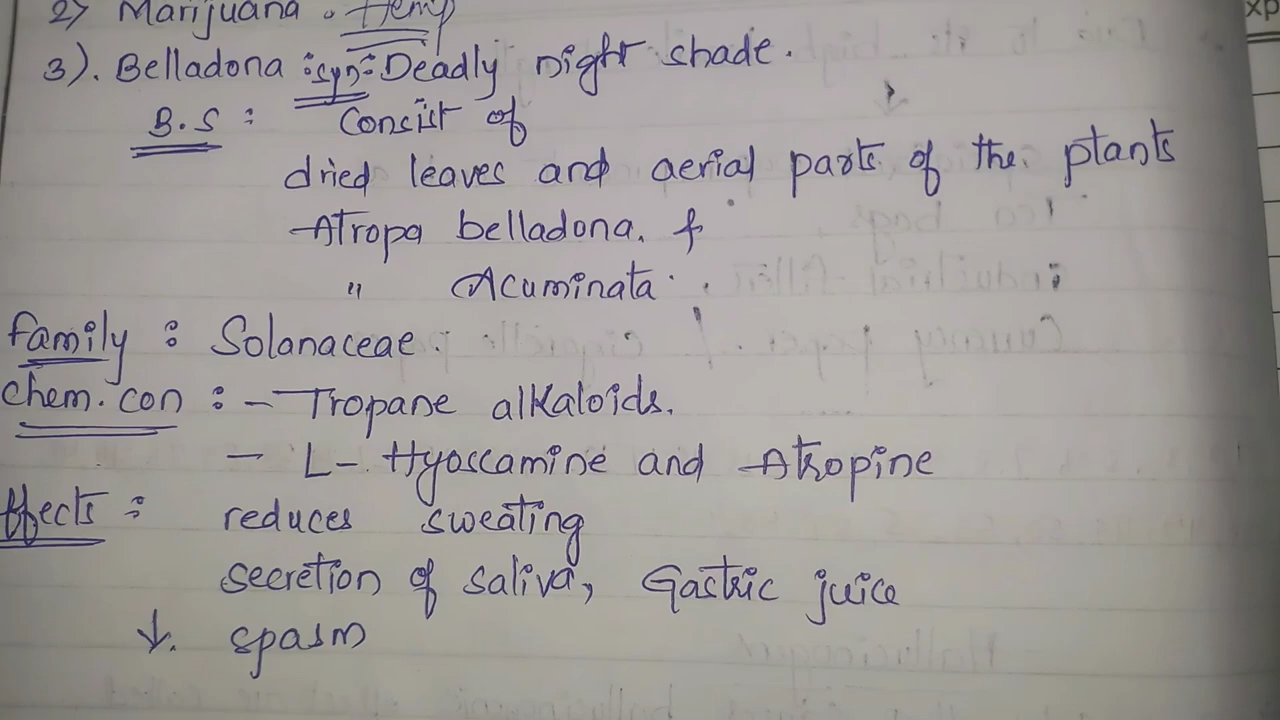 2) Marijuana . Hemp
3). Belladona :syn:- Deadly night shade.
B.S : Consist of
dried leaves and aerial parts of the plants
Atropa belladona. &
" Acuminata .
family : Solanaceae.
chem. con : - Tropane alkaloids.
- L- Hyoscamine and Atropine
Effects : reduces sweating
secretion of saliva, Gastric juice
↓. spasm
xp